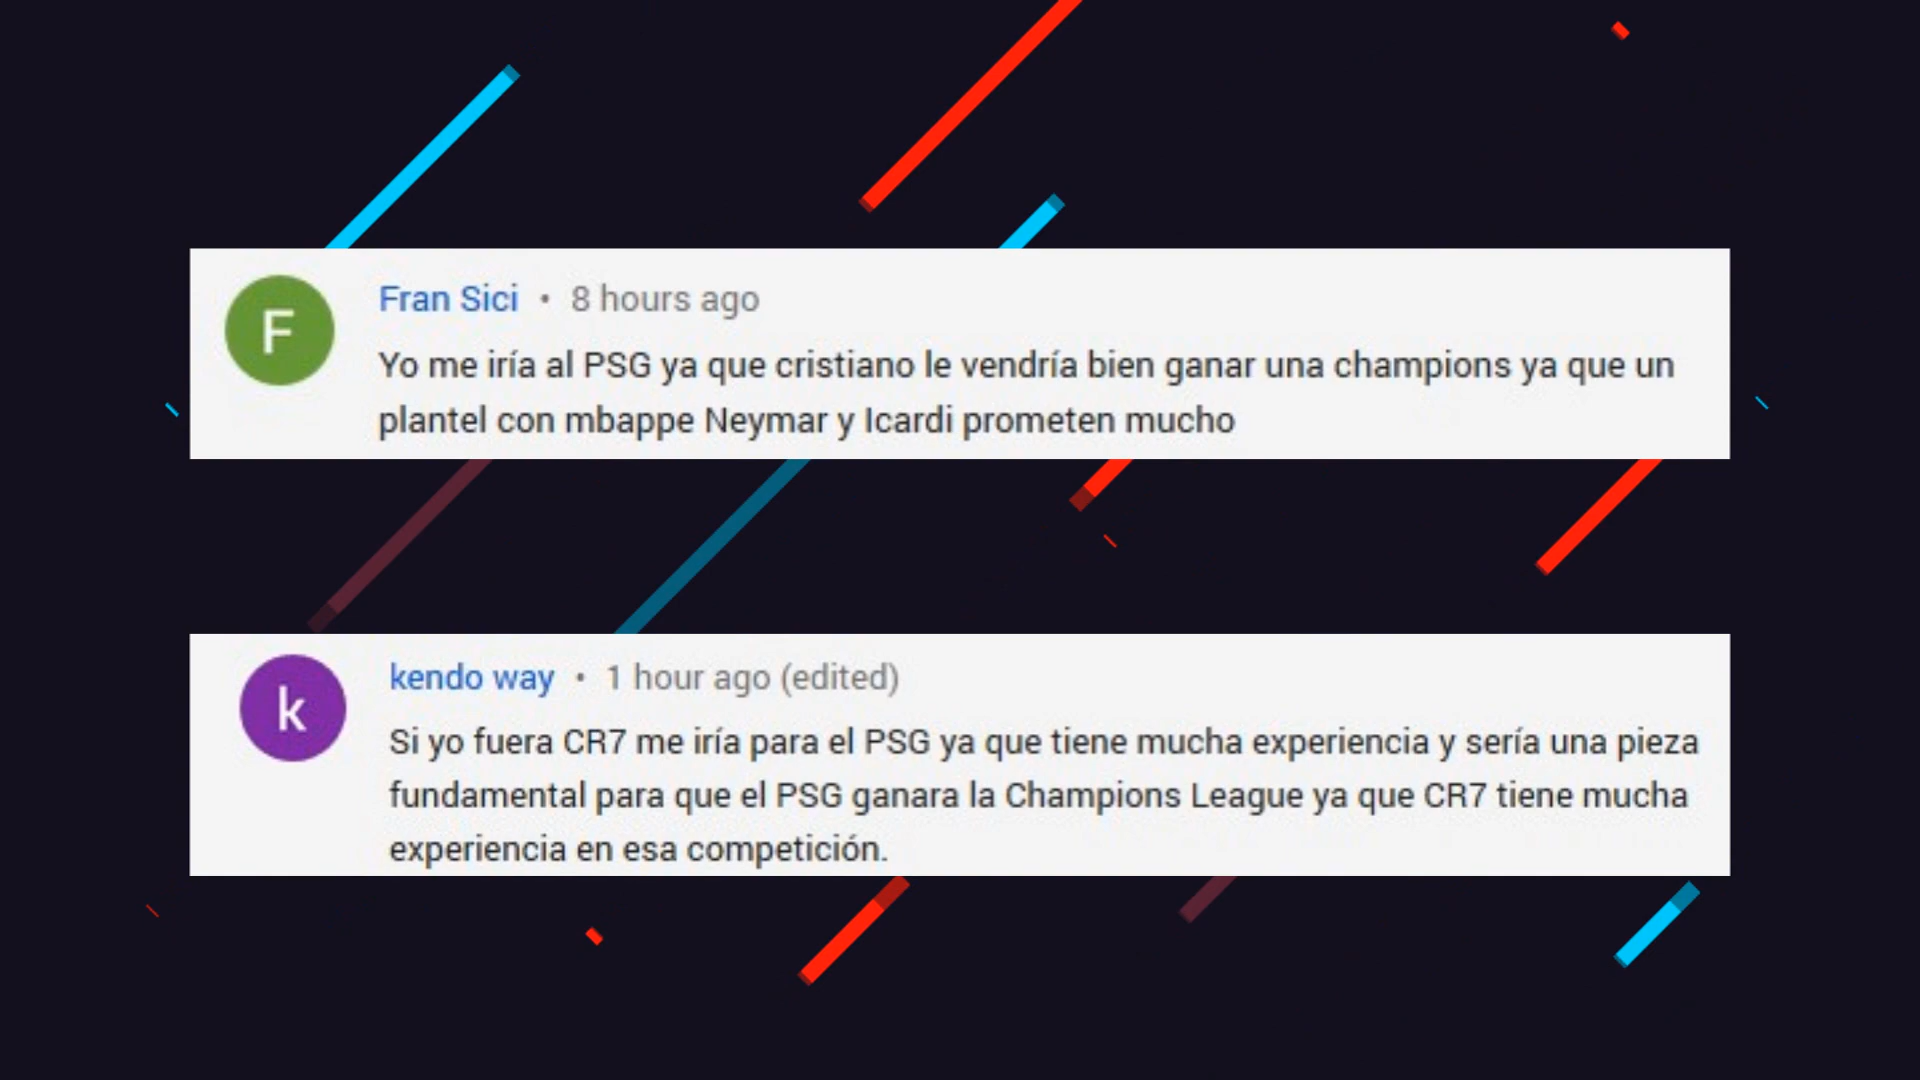 F
Fran Sici • 8 hours ago
Yo me iría al PSG ya que cristiano le vendría bien ganar una champions ya que un
plantel con mbappe Neymar y Icardi prometen mucho
k
kendo way • 1 hour ago (edited)
Si yo fuera CR7 me iría para el PSG ya que tiene mucha experiencia y sería una pieza
fundamental para que el PSG ganara la Champions League ya que CR7 tiene mucha
experiencia en esa competición.